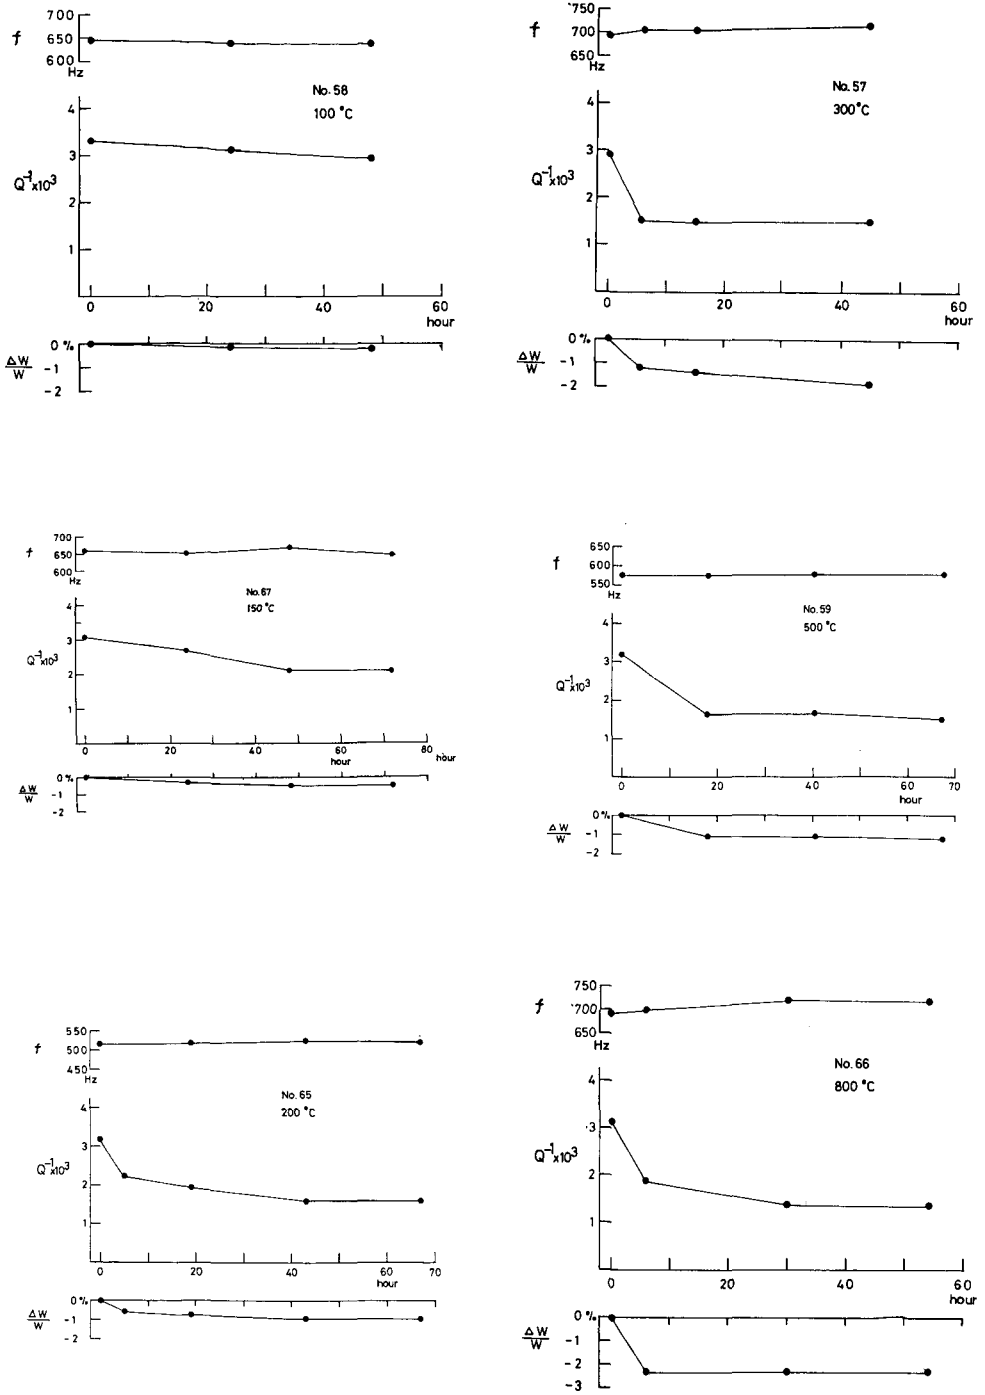 700
f 650
600
Hz
No. 58
100 °C
4
3
Q⁻¹x10³
2
1
0 20 40 60
hour
0 %
ΔW/W -1
-2
750
f 700
650
Hz
No. 57
300 °C
4
3
Q⁻¹x10³
2
1
0 20 40 60
hour
0 %
ΔW/W -1
-2
700
f 650
600
Hz
No. 67
150 °C
4
3
Q⁻¹x10³
2
1
0 20 40 60 80
hour hour
0 %
ΔW/W -1
-2
650
f 600
550
Hz
No. 59
500 °C
4
3
Q⁻¹x10³
2
1
0 20 40 60 70
hour
0 %
ΔW/W -1
-2
550
f 500
450
Hz
No. 65
200 °C
4
3
Q⁻¹x10³
2
1
0 20 40 60 70
hour
0 %
ΔW/W -1
-2
750
f 700
650
Hz
No. 66
800 °C
4
3
Q⁻¹x10³
2
1
0 20 40 60
hour
0 %
ΔW/W -1
-2
-3